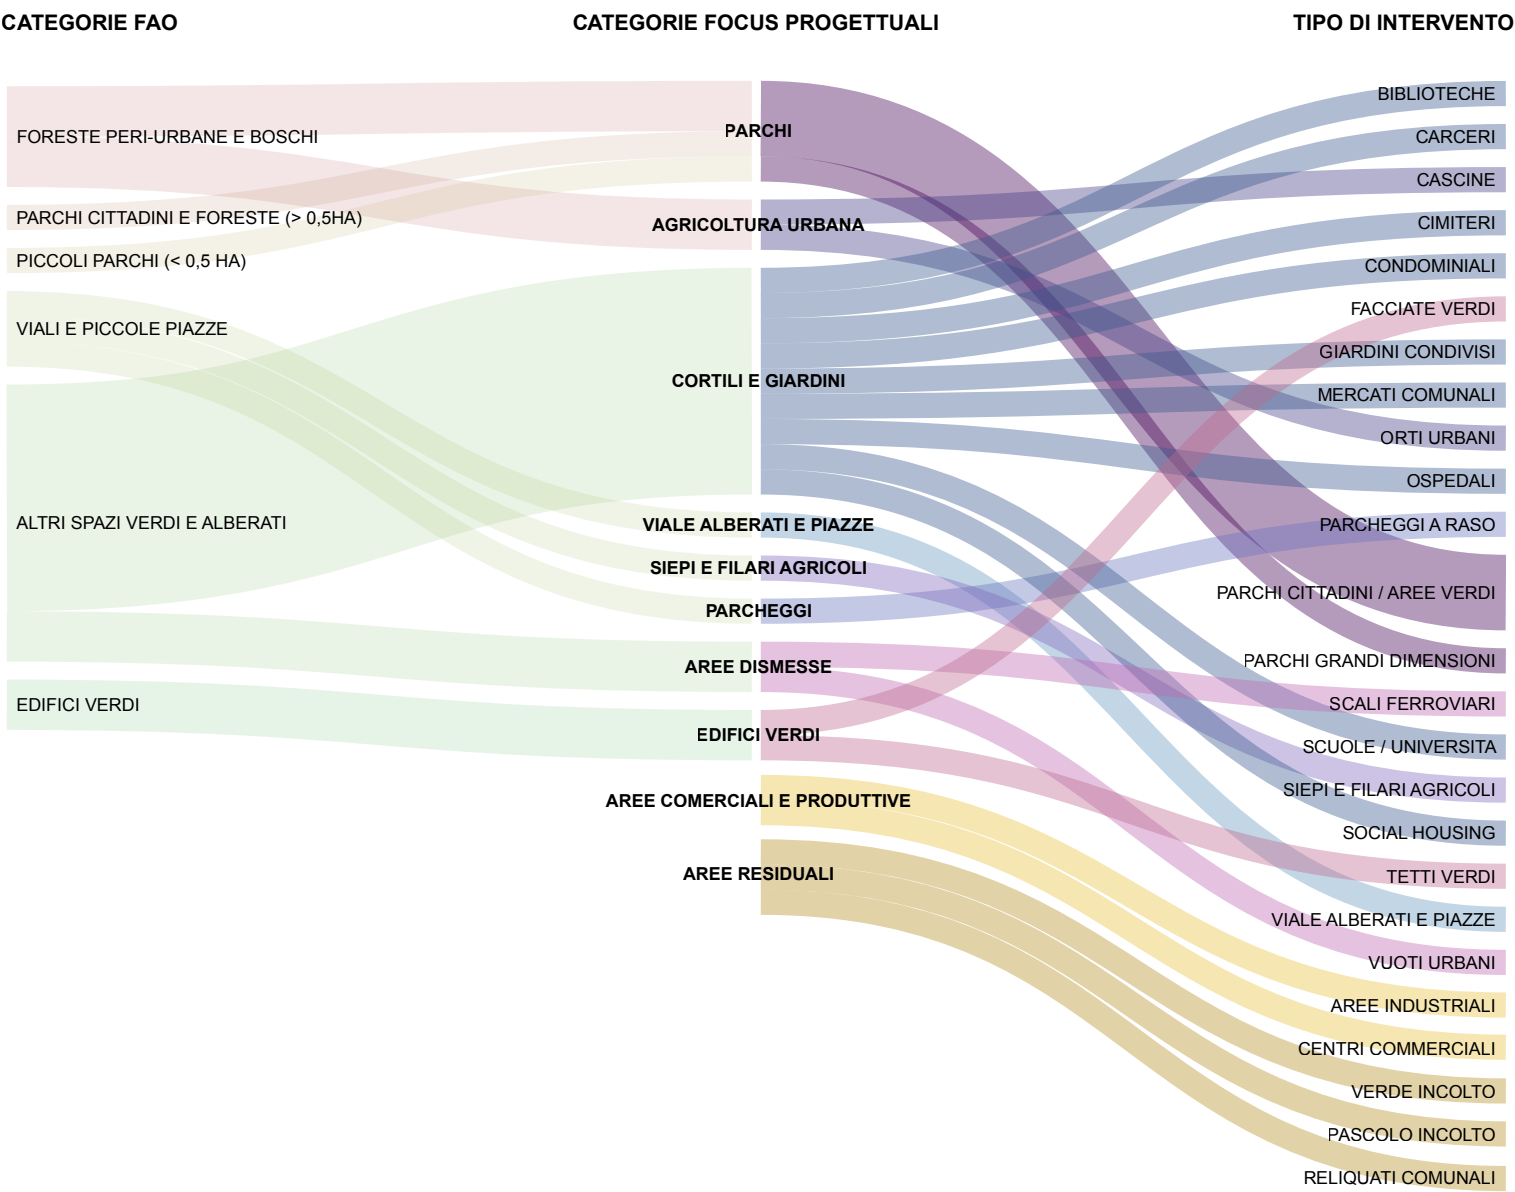 CATEGORIE FAO
CATEGORIE FOCUS PROGETTUALI
TIPO DI INTERVENTO
FORESTE PERI-URBANE E BOSCHI
PARCHI CITTADINI E FORESTE (> 0,5HA)
PICCOLI PARCHI (< 0,5 HA)
VIALI E PICCOLE PIAZZE
ALTRI SPAZI VERDI E ALBERATI
EDIFICI VERDI
PARCHI
AGRICOLTURA URBANA
CORTILI E GIARDINI
VIALE ALBERATI E PIAZZE
SIEPI E FILARI AGRICOLI
PARCHEGGI
AREE DISMESSE
EDIFICI VERDI
AREE COMERCIALI E PRODUTTIVE
AREE RESIDUALI
BIBLIOTECHE
CARCERI
CASCINE
CIMITERI
CONDOMINIALI
FACCIATE VERDI
GIARDINI CONDIVISI
MERCATI COMUNALI
ORTI URBANI
OSPEDALI
PARCHEGGI A RASO
PARCHI CITTADINI / AREE VERDI
PARCHI GRANDI DIMENSIONI
SCALI FERROVIARI
SCUOLE / UNIVERSITA
SIEPI E FILARI AGRICOLI
SOCIAL HOUSING
TETTI VERDI
VIALE ALBERATI E PIAZZE
VUOTI URBANI
AREE INDUSTRIALI
CENTRI COMMERCIALI
VERDE INCOLTO
PASCOLO INCOLTO
RELIQUATI COMUNALI